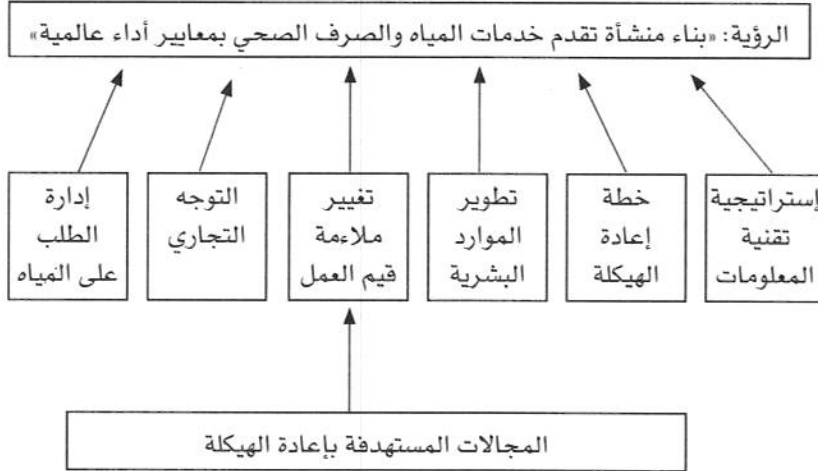 الرؤية: «بناء منشأة تقدم خدمات المياه والصرف الصحي بمعايير أداء عالمية»
إستراتيجية
تقنية
المعلومات
خطة
إعادة
الهيكلة
تطوير
الموارد
البشرية
تغيير
ملاءمة
قيم العمل
التوجه
التجاري
إدارة
الطلب
على المياه
المجالات المستهدفة بإعادة الهيكلة